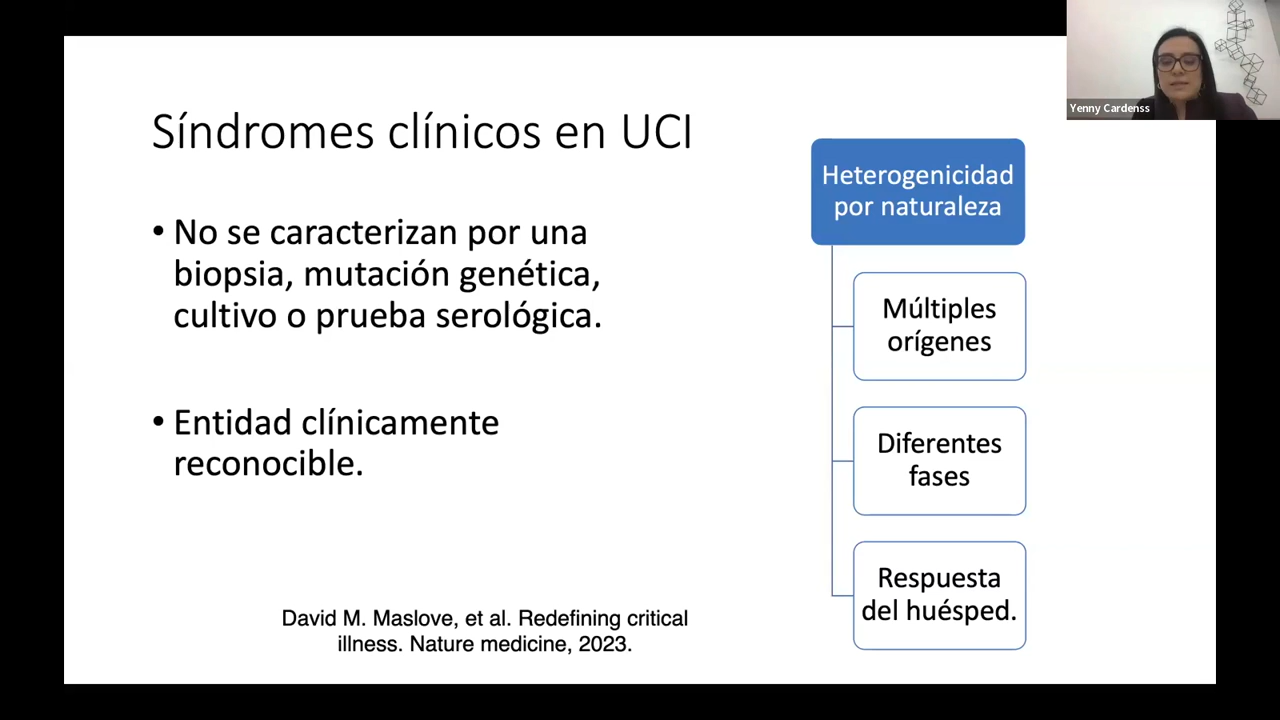 Yenny Cardenss
Síndromes clínicos en UCI
• No se caracterizan por una
biopsia, mutación genética,
cultivo o prueba serológica.
• Entidad clínicamente
reconocible.
Heterogenicidad
por naturaleza
Múltiples
orígenes
Diferentes
fases
Respuesta
del huésped.
David M. Maslove, et al. Redefining critical
illness. Nature medicine, 2023.